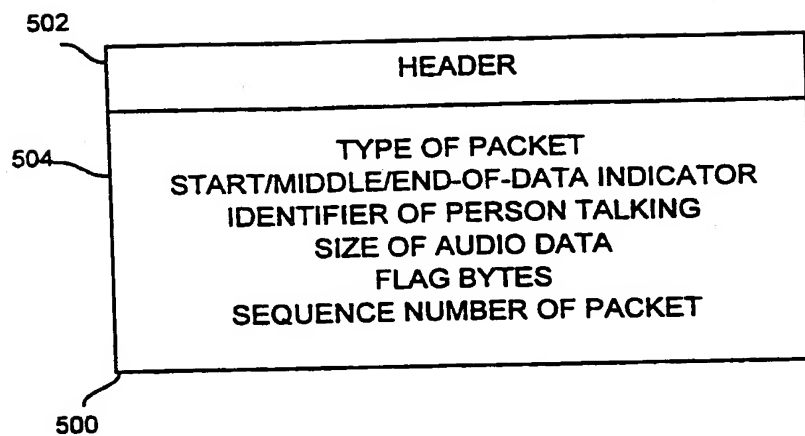 502
HEADER
504
TYPE OF PACKET
START/MIDDLE/END-OF-DATA INDICATOR
IDENTIFIER OF PERSON TALKING
SIZE OF AUDIO DATA
FLAG BYTES
SEQUENCE NUMBER OF PACKET
500